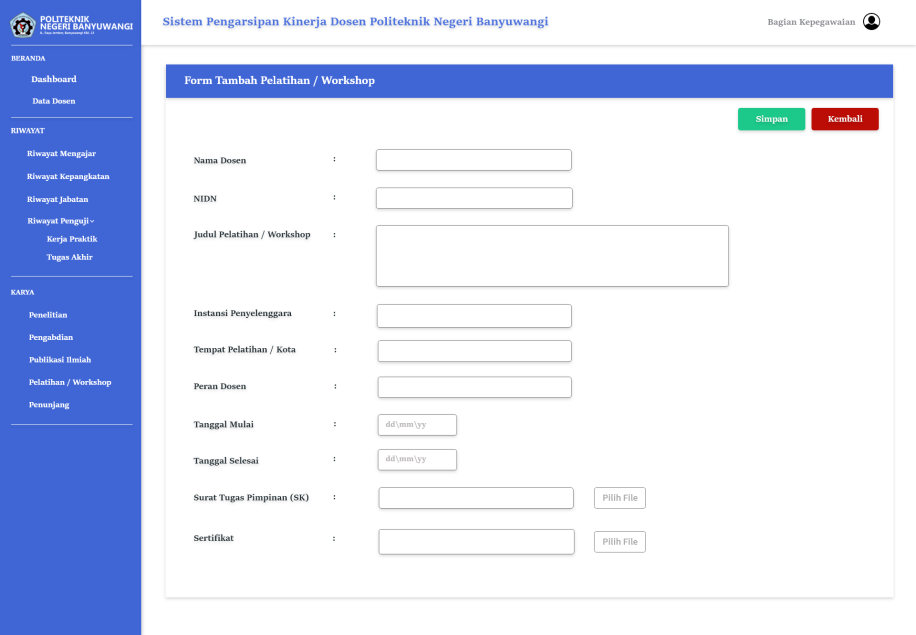 POLITEKNIK
NEGERI BANYUWANGI
Sistem Pengarsipan Kinerja Dosen Politeknik Negeri Banyuwangi
Bagian Kepegawaian
BERANDA
Dashboard
Data Dosen
RIWAYAT
Riwayat Mengajar
Riwayat Kepangkatan
Riwayat Jabatan
Riwayat Penguji
Kerja Praktik
Tugas Akhir
KARYA
Penelitian
Pengabdian
Publikasi Ilmiah
Pelatihan / Workshop
Penunjang
Form Tambah Pelatihan / Workshop
Simpan Kembali
Nama Dosen :
NIDN :
Judul Pelatihan / Workshop :
Instansi Penyelenggara :
Tempat Pelatihan / Kota :
Peran Dosen :
Tanggal Mulai : dd\mm\yy
Tanggal Selesai : dd\mm\yy
Surat Tugas Pimpinan (SK) : Pilih File
Sertifikat : Pilih File